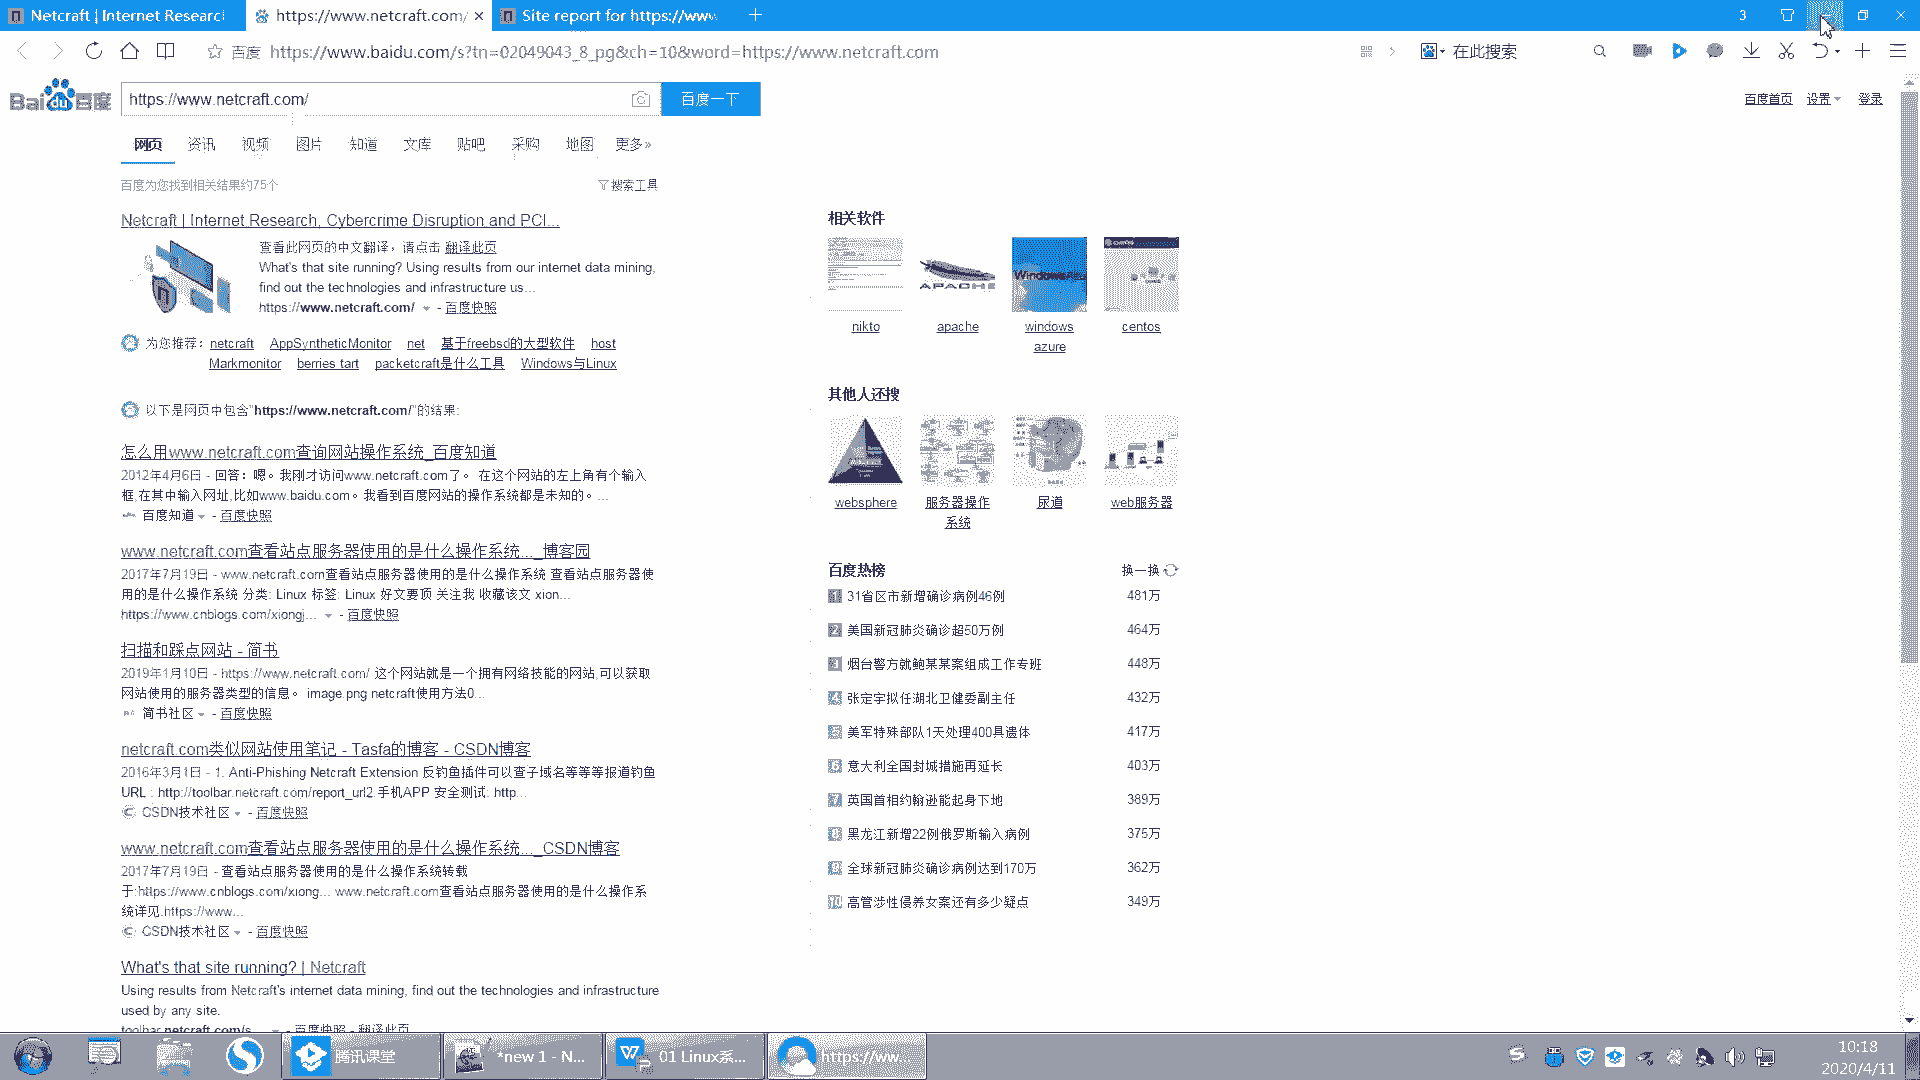 Netcraft | Internet Researc
https://www.netcraft.com/
Site report for https://www
3
百度 https://www.baidu.com/s?tn=02049043_8_pg&ch=10&word=https://www.netcraft.com
在此搜索
Bai du 百度
https://www.netcraft.com/
百度一下
百度首页 设置 登录
网页 资讯 视频 图片 知道 文库 贴吧 采购 地图 更多»
百度为您找到相关结果约75个
搜索工具
Netcraft | Internet Research, Cybercrime Disruption and PCI...
查看此网页的中文翻译，请点击 翻译此页
What's that site running? Using results from our internet data mining,
find out the technologies and infrastructure us...
https://www.netcraft.com/ - 百度快照
为您推荐： netcraft AppSyntheticMonitor net 基于freebsd的大型软件 host
Markmonitor berries tart packetcraft是什么工具 Windows与Linux
以下是网页中包含"https://www.netcraft.com/"的结果:
怎么用www.netcraft.com查询网站操作系统_百度知道
2012年4月6日 - 回答：嗯。我刚才访问www.netcraft.com了。 在这个网站的左上角有个输入
框,在其中输入网址,比如www.baidu.com。我看到百度网站的操作系统都是未知的。...
百度知道 - 百度快照
www.netcraft.com查看站点服务器使用的是什么操作系统..._博客园
2017年7月19日 - www.netcraft.com查看站点服务器使用的是什么操作系统 查看站点服务器使
用的是什么操作系统 分类: Linux 标签: Linux 好文要顶 关注我 收藏该文 xion...
https://www.cnblogs.com/xiongj... - 百度快照
扫描和踩点网站 - 简书
2019年1月10日 - https://www.netcraft.com/ 这个网站就是一个拥有网络技能的网站,可以获取
网站使用的服务器类型的信息。 image.png netcraft使用方法0...
简书社区 - 百度快照
netcraft.com类似网站使用笔记 - Tasfa的博客 - CSDN博客
2016年3月1日 - 1. Anti-Phishing Netcraft Extension 反钓鱼插件可以查子域名等等等报道钓鱼
URL : http://toolbar.netcraft.com/report_url2.手机APP 安全测试: http...
CSDN技术社区 - 百度快照
www.netcraft.com查看站点服务器使用的是什么操作系统..._CSDN博客
2017年7月19日 - 查看站点服务器使用的是什么操作系统转载
于:https://www.cnblogs.com/xiong... www.netcraft.com查看站点服务器使用的是什么操作系
统详见:https://www...
CSDN技术社区 - 百度快照
What's that site running? | Netcraft
Using results from Netcraft's internet data mining, find out the technologies and infrastructure
used by any site.
toolbar.netcraft.com/s... - 百度快照 - 翻译此页
相关软件
APACHE
nikto apache windows azure centos
其他人还搜
websphere 服务器操作系统 尿道 web服务器
百度热榜 换一换
1 31省区市新增确诊病例46例 481万
2 美国新冠肺炎确诊超50万例 464万
3 烟台警方就鲍某某案组成工作专班 448万
4 张定宇拟任湖北卫健委副主任 432万
5 美军特殊部队1天处理400具遗体 417万
6 意大利全国封城措施再延长 403万
7 英国首相约翰逊能起身下地 389万
8 黑龙江新增22例俄罗斯输入病例 375万
9 全球新冠肺炎确诊病例达到170万 362万
10 高管涉性侵养女案还有多少疑点 349万
腾讯课堂
*new 1 - N...
01 Linux系...
https://ww...
10:18
2020/4/11